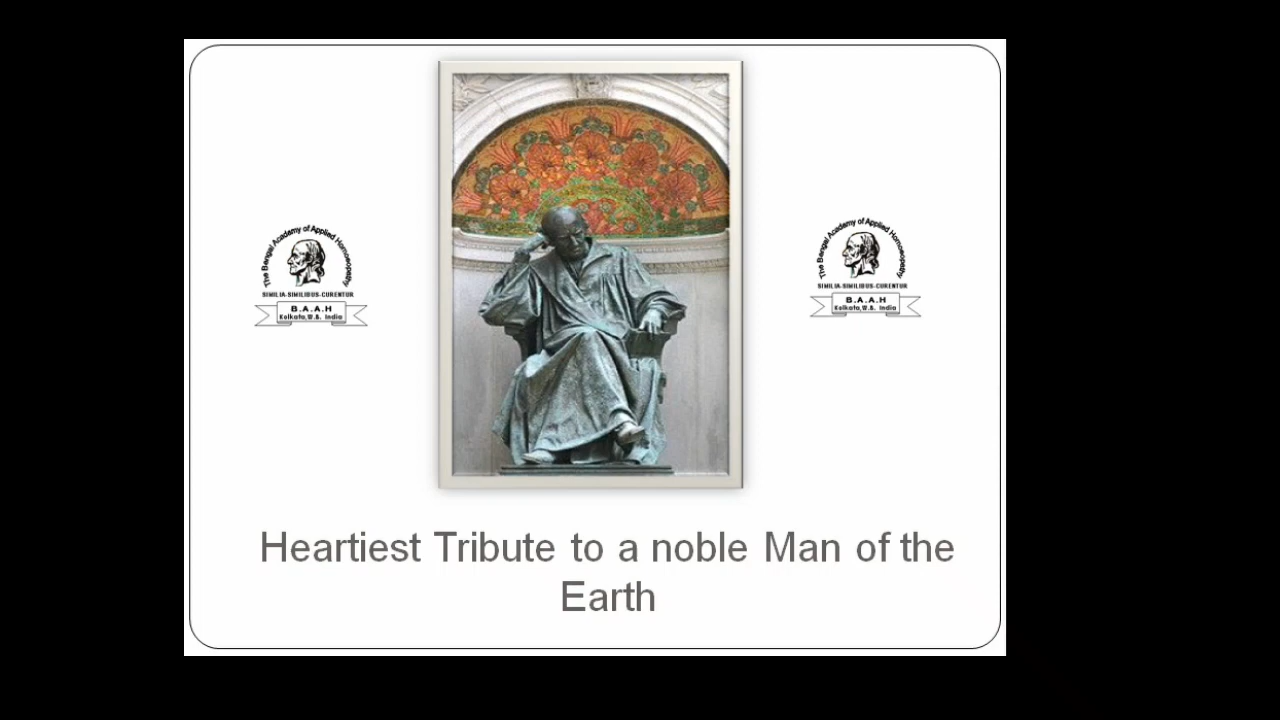 The Bengal Academy of Applied Homoeopathy
SIMILIA-SIMILIBUS-CURENTUR
B.A.A.H
Kolkata,W.B. India
The Bengal Academy of Applied Homoeopathy
SIMILIA-SIMILIBUS-CURENTUR
B.A.A.H
Kolkata,W.B. India
Heartiest Tribute to a noble Man of the
Earth